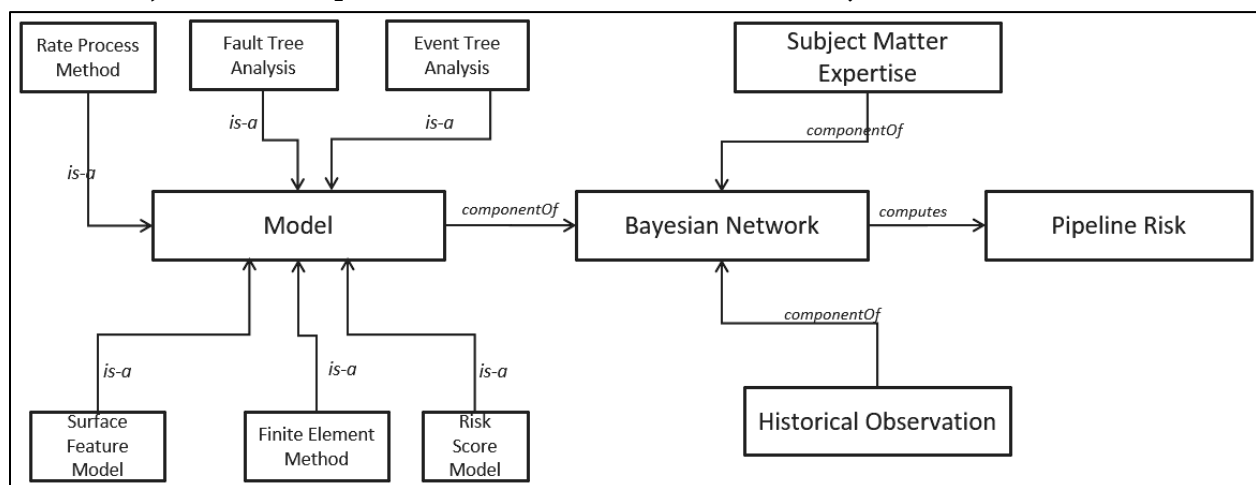 Rate Process
Method
Fault Tree
Analysis
Event Tree
Analysis
Subject Matter
Expertise
is-a
is-a
is-a
componentOf
Model
componentOf
Bayesian Network
computes
Pipeline Risk
componentOf
is-a
is-a
is-a
Surface
Feature
Model
Finite Element
Method
Risk
Score
Model
Historical Observation